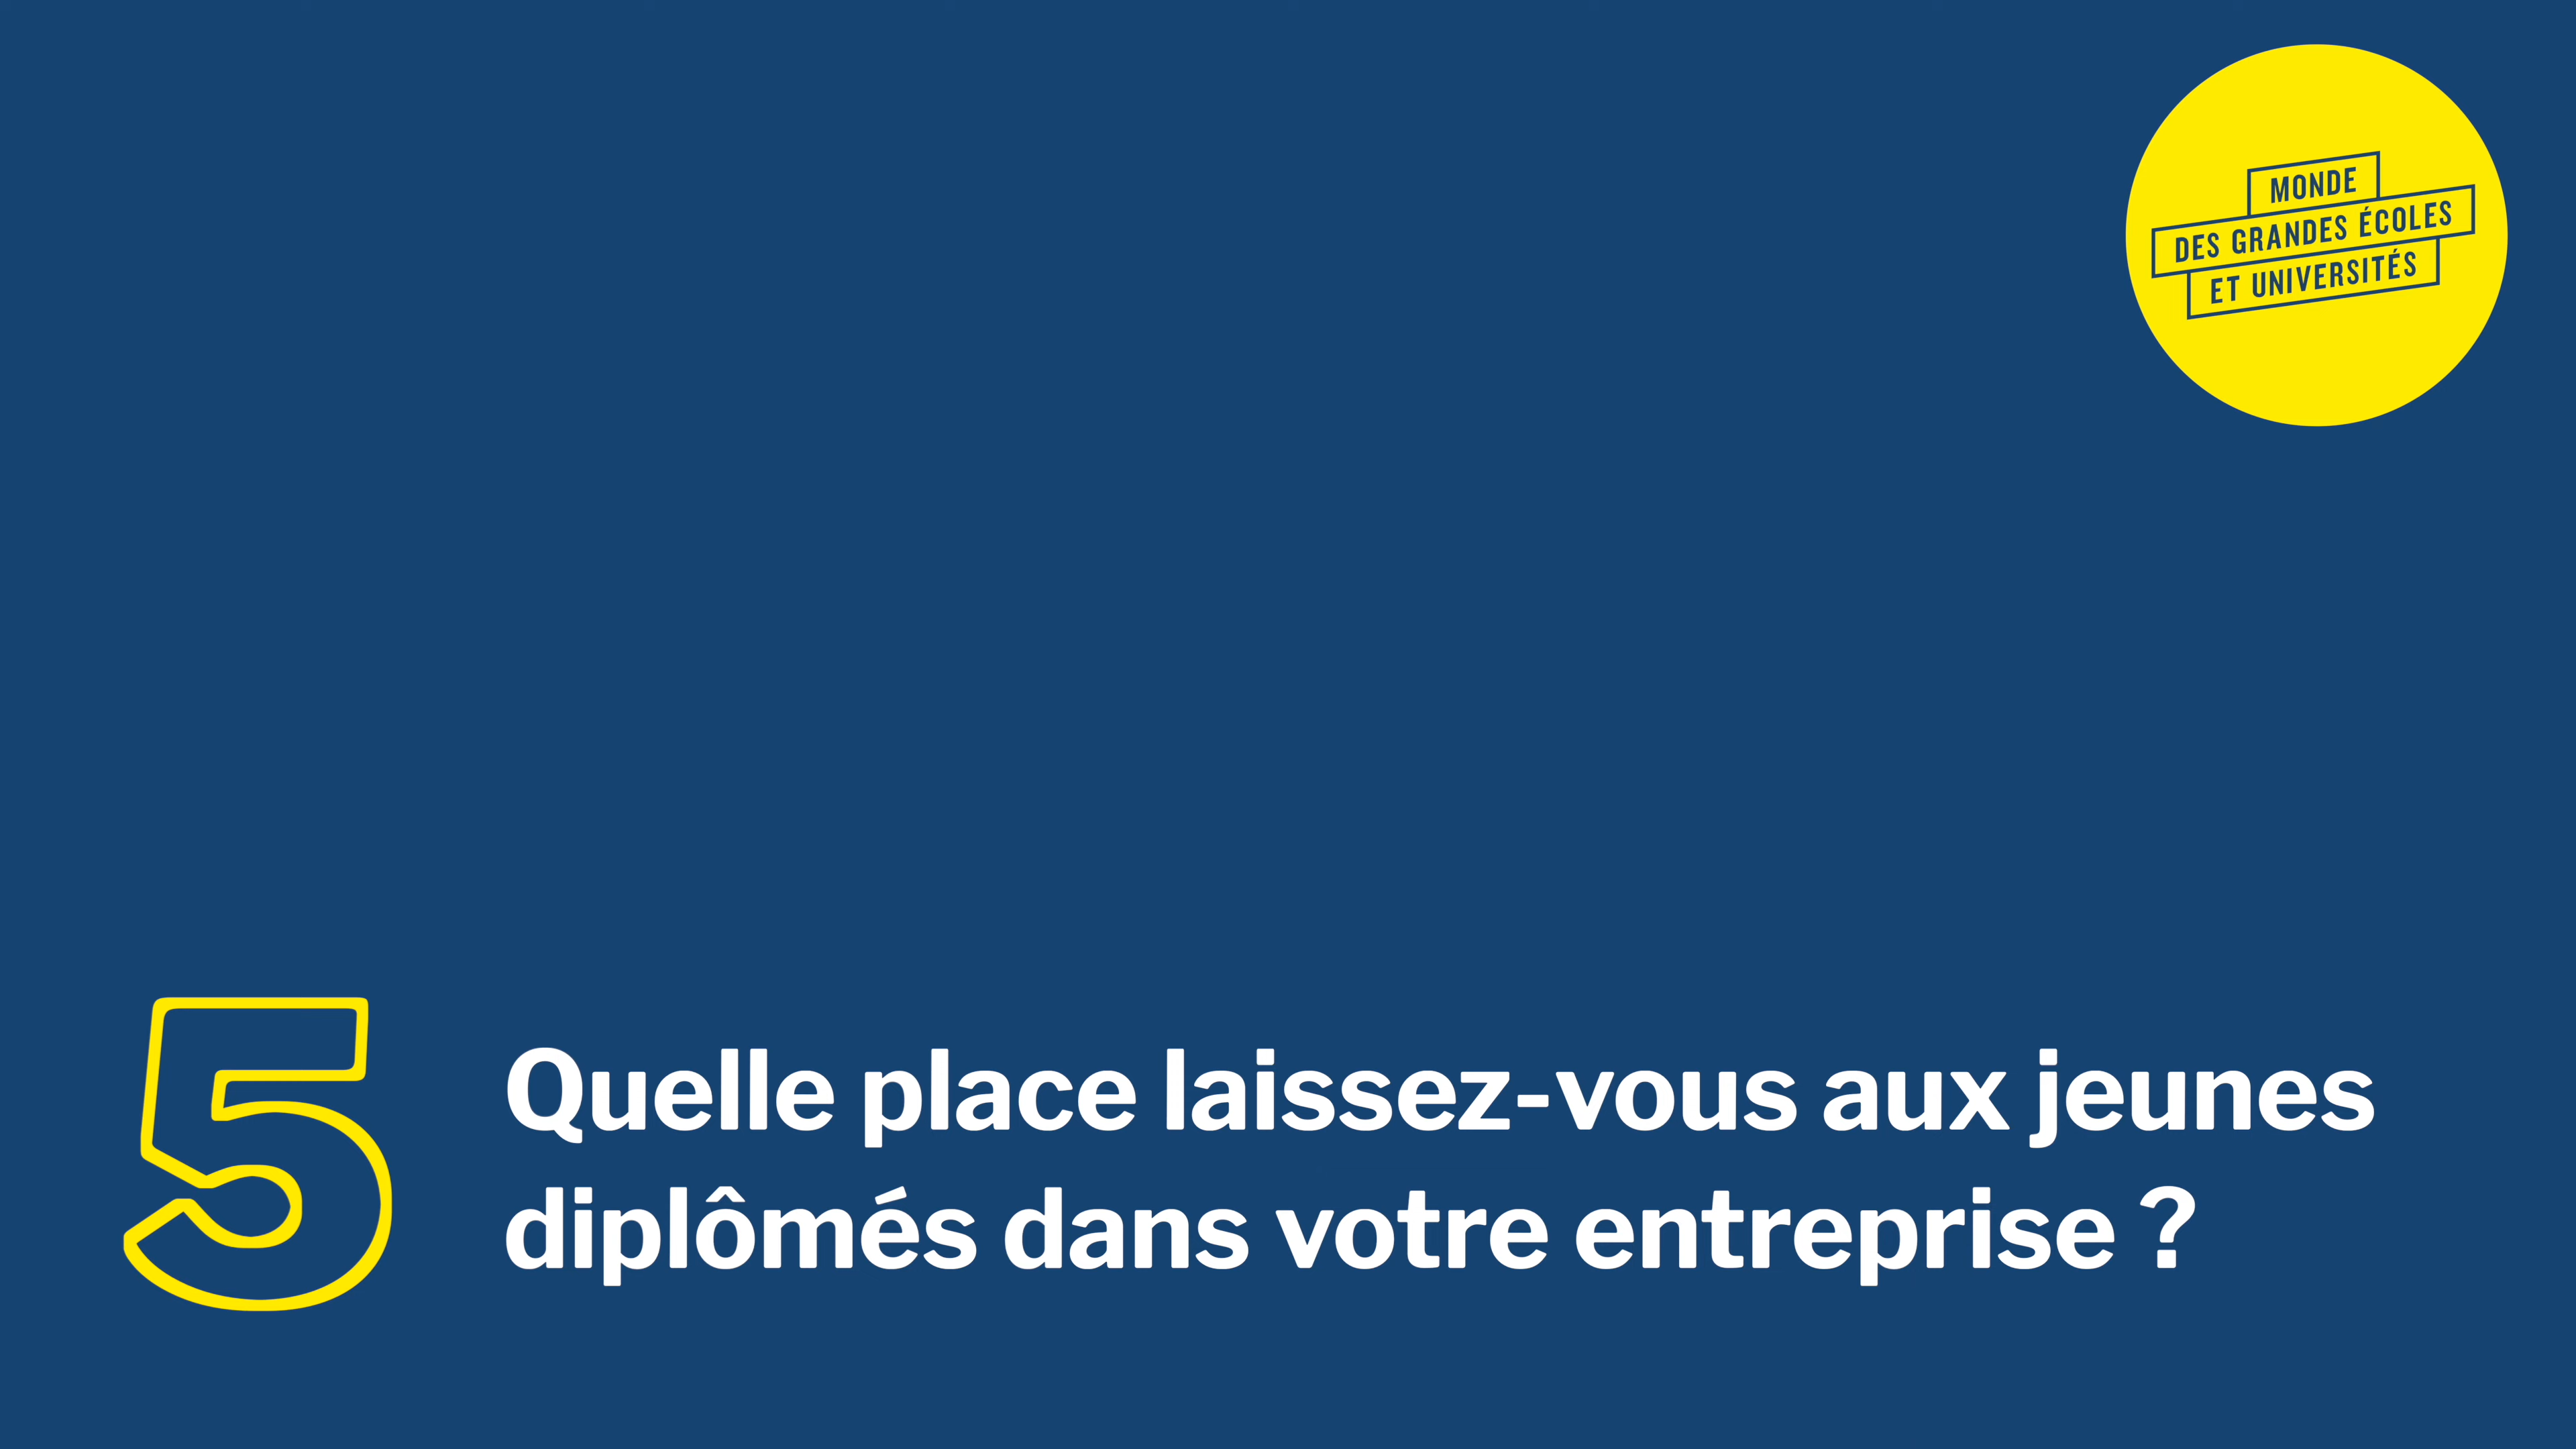 MONDE
DES GRANDES ÉCOLES
ET UNIVERSITÉS
5
Quelle place laissez-vous aux jeunes
diplômés dans votre entreprise ?